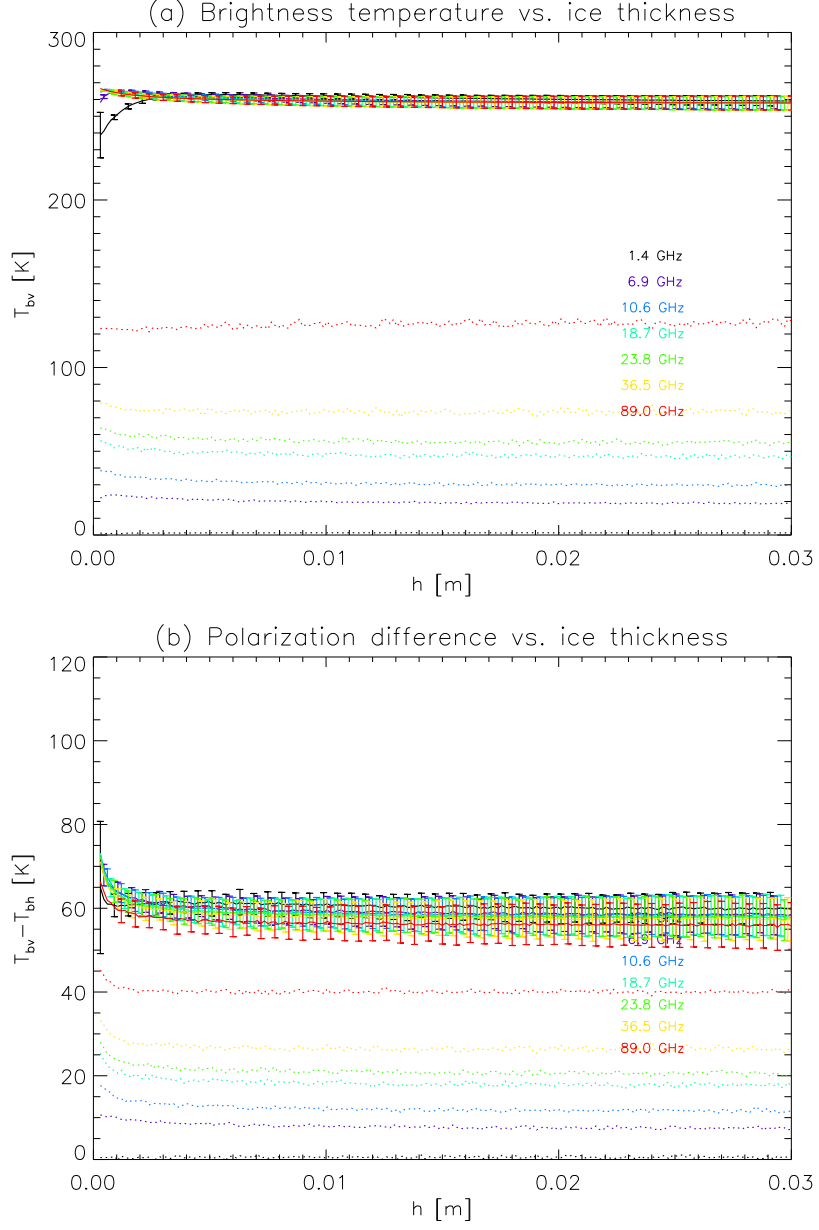 (a) Brightness temperature vs. ice thickness
300
200
100
0
T_bv [K]
1.4 GHz
6.9 GHz
10.6 GHz
18.7 GHz
23.8 GHz
36.5 GHz
89.0 GHz
0.00 0.01 0.02 0.03
h [m]
(b) Polarization difference vs. ice thickness
120
100
80
60
40
20
0
T_bv−T_bh [K]
6.9 GHz
10.6 GHz
18.7 GHz
23.8 GHz
36.5 GHz
89.0 GHz
0.00 0.01 0.02 0.03
h [m]